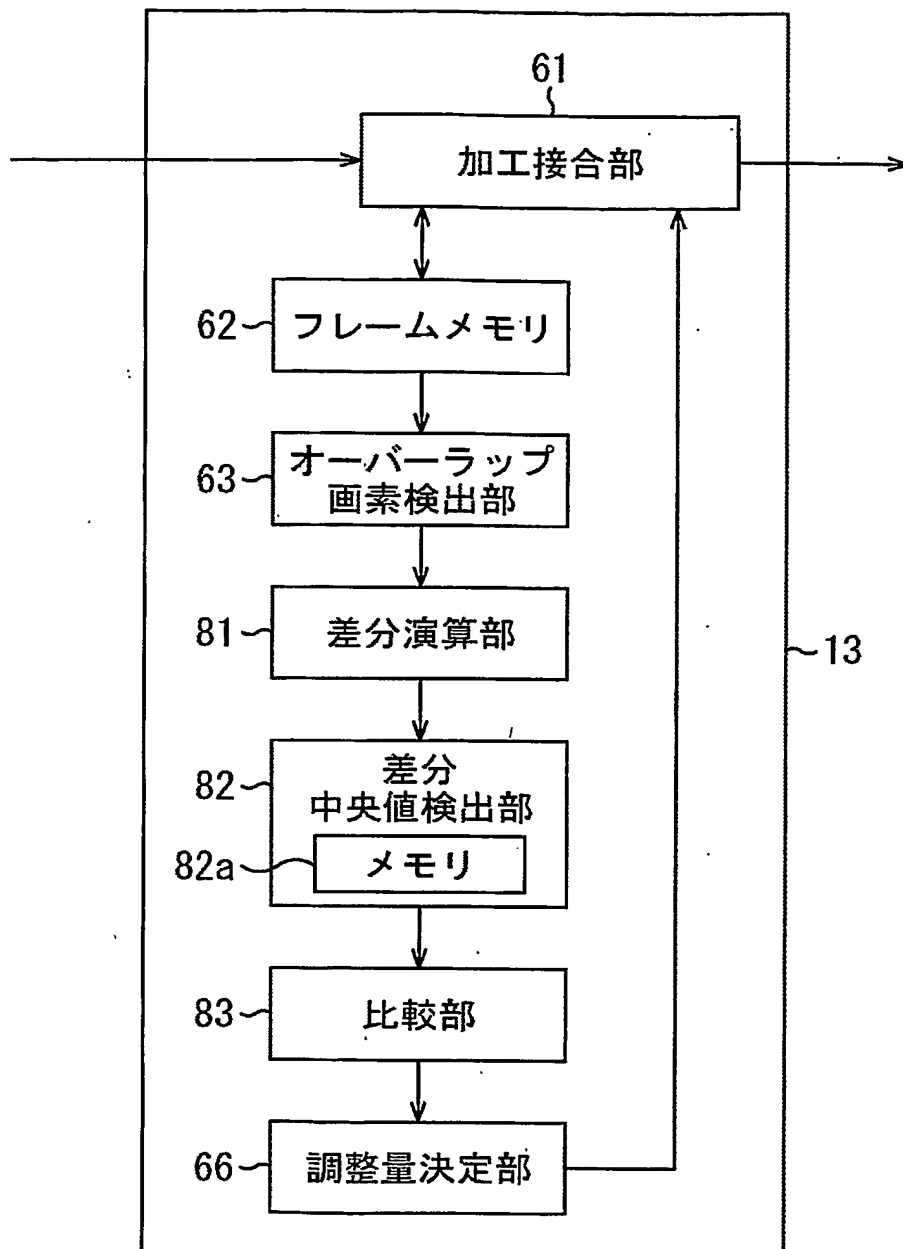 61
加工接合部
62
フレームメモリ
63
オーバーラップ
画素検出部
81
差分演算部
13
82
差分
中央値検出部
82a
メモリ
83
比較部
66
調整量決定部